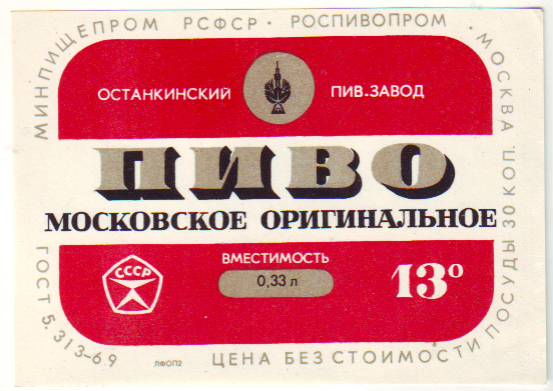 МИНПИЩЕПРОМ РСФСР · РОСПИВОПРОМ · МОСКВА
ОСТАНКИНСКИЙ ПИВ.ЗАВОД
ПИВО
МОСКОВСКОЕ ОРИГИНАЛЬНОЕ
СССР
ВМЕСТИМОСТЬ
0,33 л
13°
ГОСТ 5.313-69
ЛФОП2
ЦЕНА БЕЗ СТОИМОСТИ ПОСУДЫ 30 КОП.